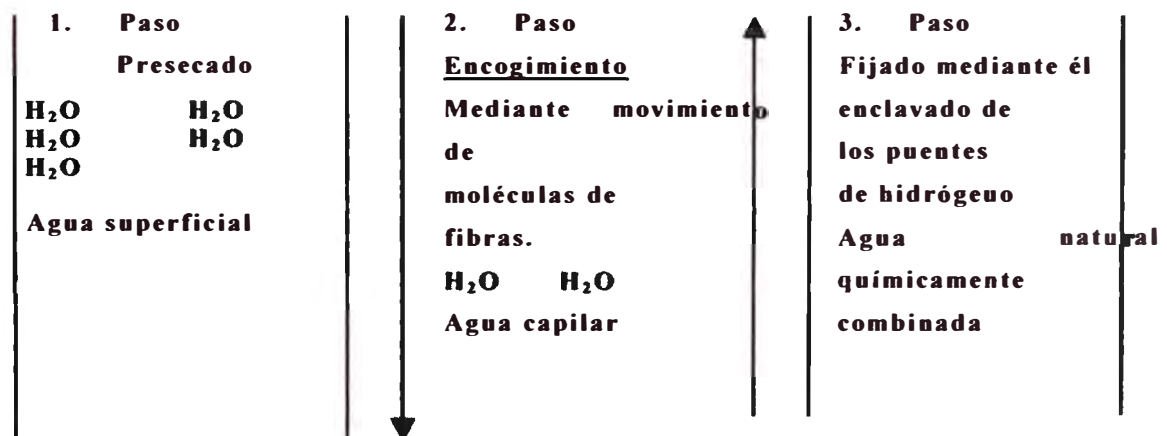 1. Paso
Presecado
H₂O H₂O
H₂O H₂O
H₂O
Agua superficial
2. Paso
Encogimiento
Mediante movimiento
de
moléculas de
fibras.
H₂O H₂O
Agua capilar
3. Paso
Fijado mediante él
enclavado de
los puentes
de hidrógeuo
Agua natural
químicamente
combinada